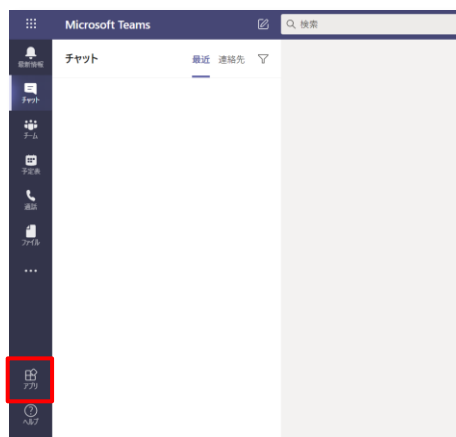 Microsoft Teams
検索
最新情報
チャット
最近 連絡先
チャット
チーム
予定表
通話
ファイル
アプリ
ヘルプ